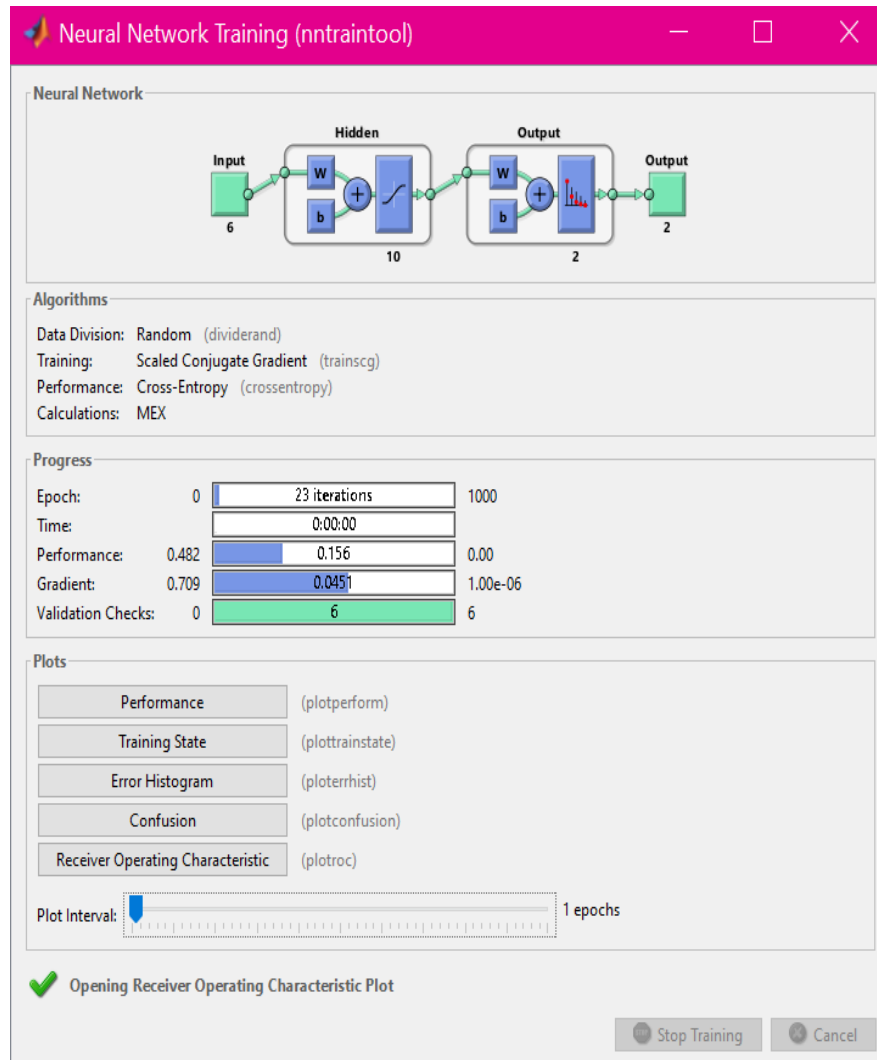 Neural Network Training (nntraintool)
Neural Network
Hidden
Output
Input
Output
W
b
W
b
6
10
2
2
Algorithms
Data Division: Random (dividerand)
Training: Scaled Conjugate Gradient (trainscg)
Performance: Cross-Entropy (crossentropy)
Calculations: MEX
Progress
Epoch: 0 23 iterations 1000
Time: 0:00:00
Performance: 0.482 0.156 0.00
Gradient: 0.709 0.0451 1.00e-06
Validation Checks: 0 6 6
Plots
Performance (plotperform)
Training State (plottrainstate)
Error Histogram (ploterrhist)
Confusion (plotconfusion)
Receiver Operating Characteristic (plotroc)
Plot Interval: 1 epochs
Opening Receiver Operating Characteristic Plot
Stop Training Cancel